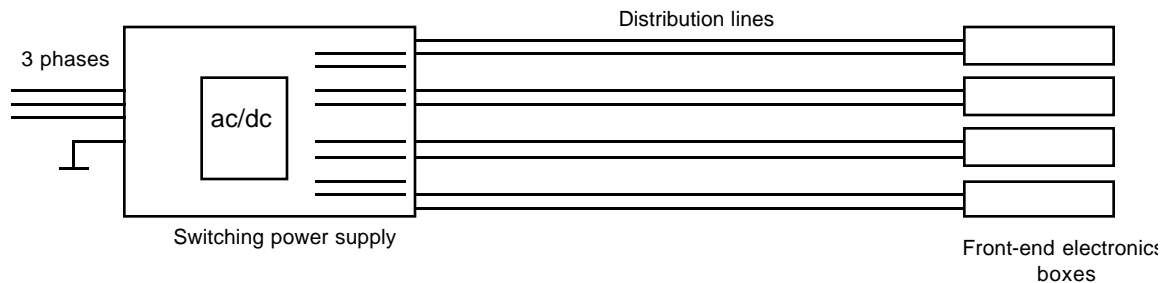 Distribution lines
3 phases
ac/dc
Switching power supply
Front-end electronics
boxes